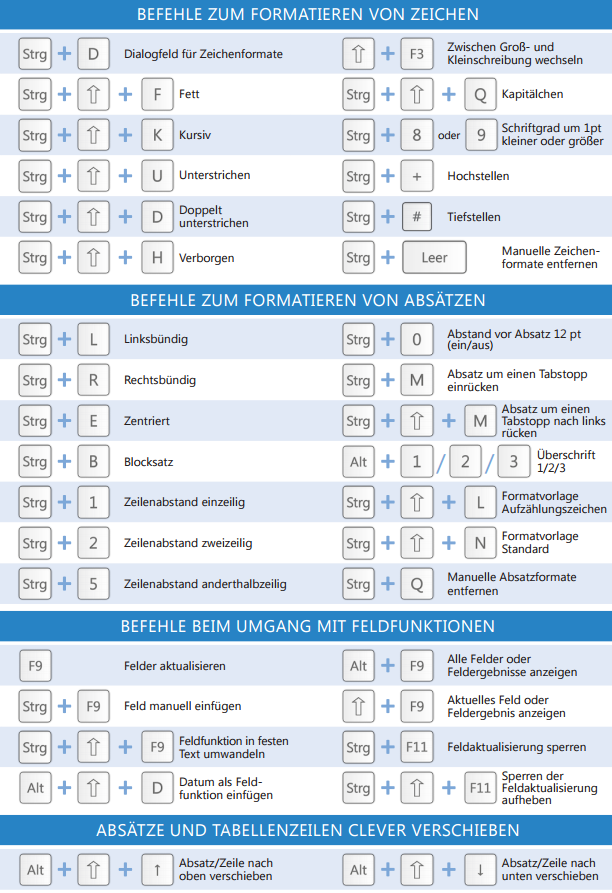 BEFEHLE ZUM FORMATIEREN VON ZEICHEN
Strg + D Dialogfeld für Zeichenformate
⇧ + F3 Zwischen Groß- und
Kleinschreibung wechseln
Strg + ⇧ + F Fett
Strg + ⇧ + Q Kapitälchen
Strg + ⇧ + K Kursiv
Strg + 8 oder 9 Schriftgrad um 1pt
kleiner oder größer
Strg + ⇧ + U Unterstrichen
Strg + + Hochstellen
Strg + ⇧ + D Doppelt
unterstrichen
Strg + # Tiefstellen
Strg + ⇧ + H Verborgen
Strg + Leer Manuelle Zeichen-
formate entfernen
BEFEHLE ZUM FORMATIEREN VON ABSÄTZEN
Strg + L Linksbündig
Strg + 0 Abstand vor Absatz 12 pt
(ein/aus)
Strg + R Rechtsbündig
Strg + M Absatz um einen Tabstopp
einrücken
Strg + E Zentriert
Strg + ⇧ + M Absatz um einen
Tabstopp nach links
rücken
Strg + B Blocksatz
Alt + 1 / 2 / 3 Überschrift
1/2/3
Strg + 1 Zeilenabstand einzeilig
Strg + ⇧ + L Formatvorlage
Aufzählungszeichen
Strg + 2 Zeilenabstand zweizeilig
Strg + ⇧ + N Formatvorlage
Standard
Strg + 5 Zeilenabstand anderthalbzeilig
Strg + Q Manuelle Absatzformate
entfernen
BEFEHLE BEIM UMGANG MIT FELDFUNKTIONEN
F9 Felder aktualisieren
Alt + F9 Alle Felder oder
Feldergebnisse anzeigen
Strg + F9 Feld manuell einfügen
⇧ + F9 Aktuelles Feld oder
Feldergebnis anzeigen
Strg + ⇧ + F9 Feldfunktion in festen
Text umwandeln
Strg + F11 Feldaktualisierung sperren
Alt + ⇧ + D Datum als Feld-
funktion einfügen
Strg + ⇧ + F11 Sperren der
Feldaktualisierung
aufheben
ABSÄTZE UND TABELLENZEILEN CLEVER VERSCHIEBEN
Alt + ⇧ + ↑ Absatz/Zeile nach
oben verschieben
Alt + ⇧ + ↓ Absatz/Zeile nach
unten verschieben